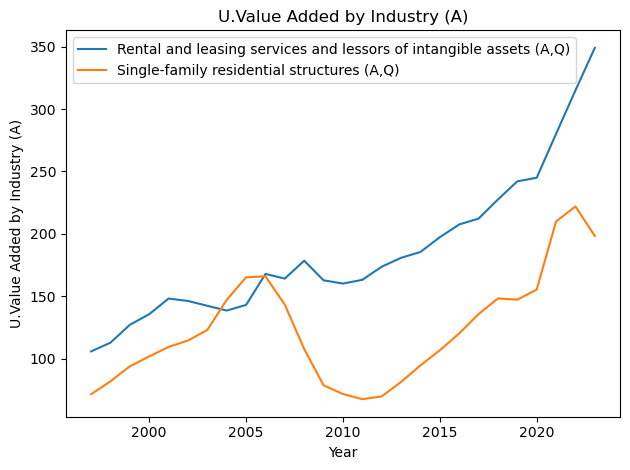 U.Value Added by Industry (A)
Rental and leasing services and lessors of intangible assets (A,Q)
Single-family residential structures (A,Q)
U.Value Added by Industry (A)
350
300
250
200
150
100
2000
2005
2010
2015
2020
Year